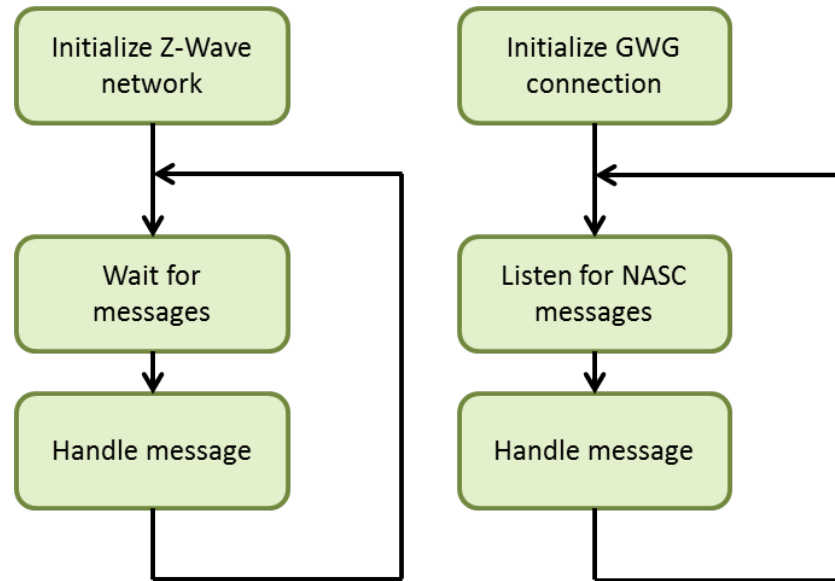 Initialize Z-Wave
network
Wait for
messages
Handle message
Initialize GWG
connection
Listen for NASC
messages
Handle message